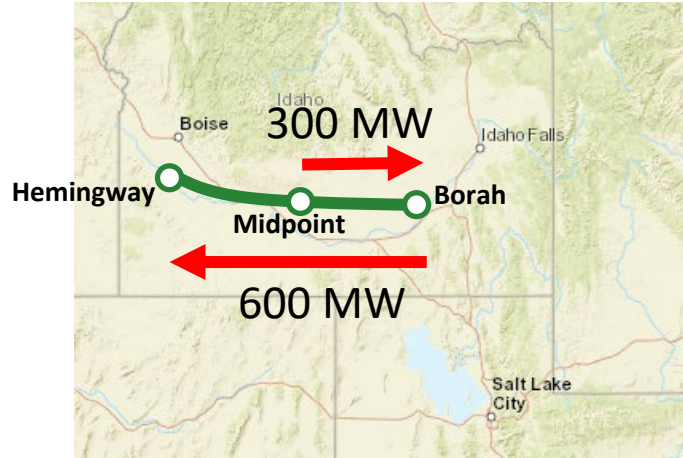 Idaho
Boise
300 MW
Idaho Falls
Hemingway
Borah
Midpoint
600 MW
Salt Lake
City